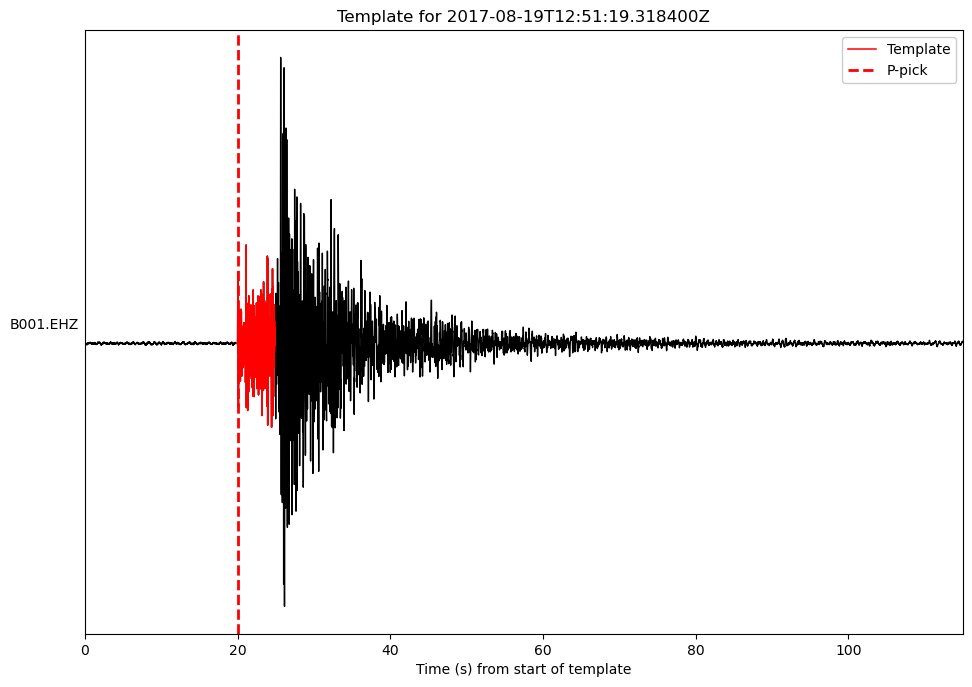 Template for 2017-08-19T12:51:19.318400Z
Template
P-pick
B001.EHZ
0 20 40 60 80 100
Time (s) from start of template